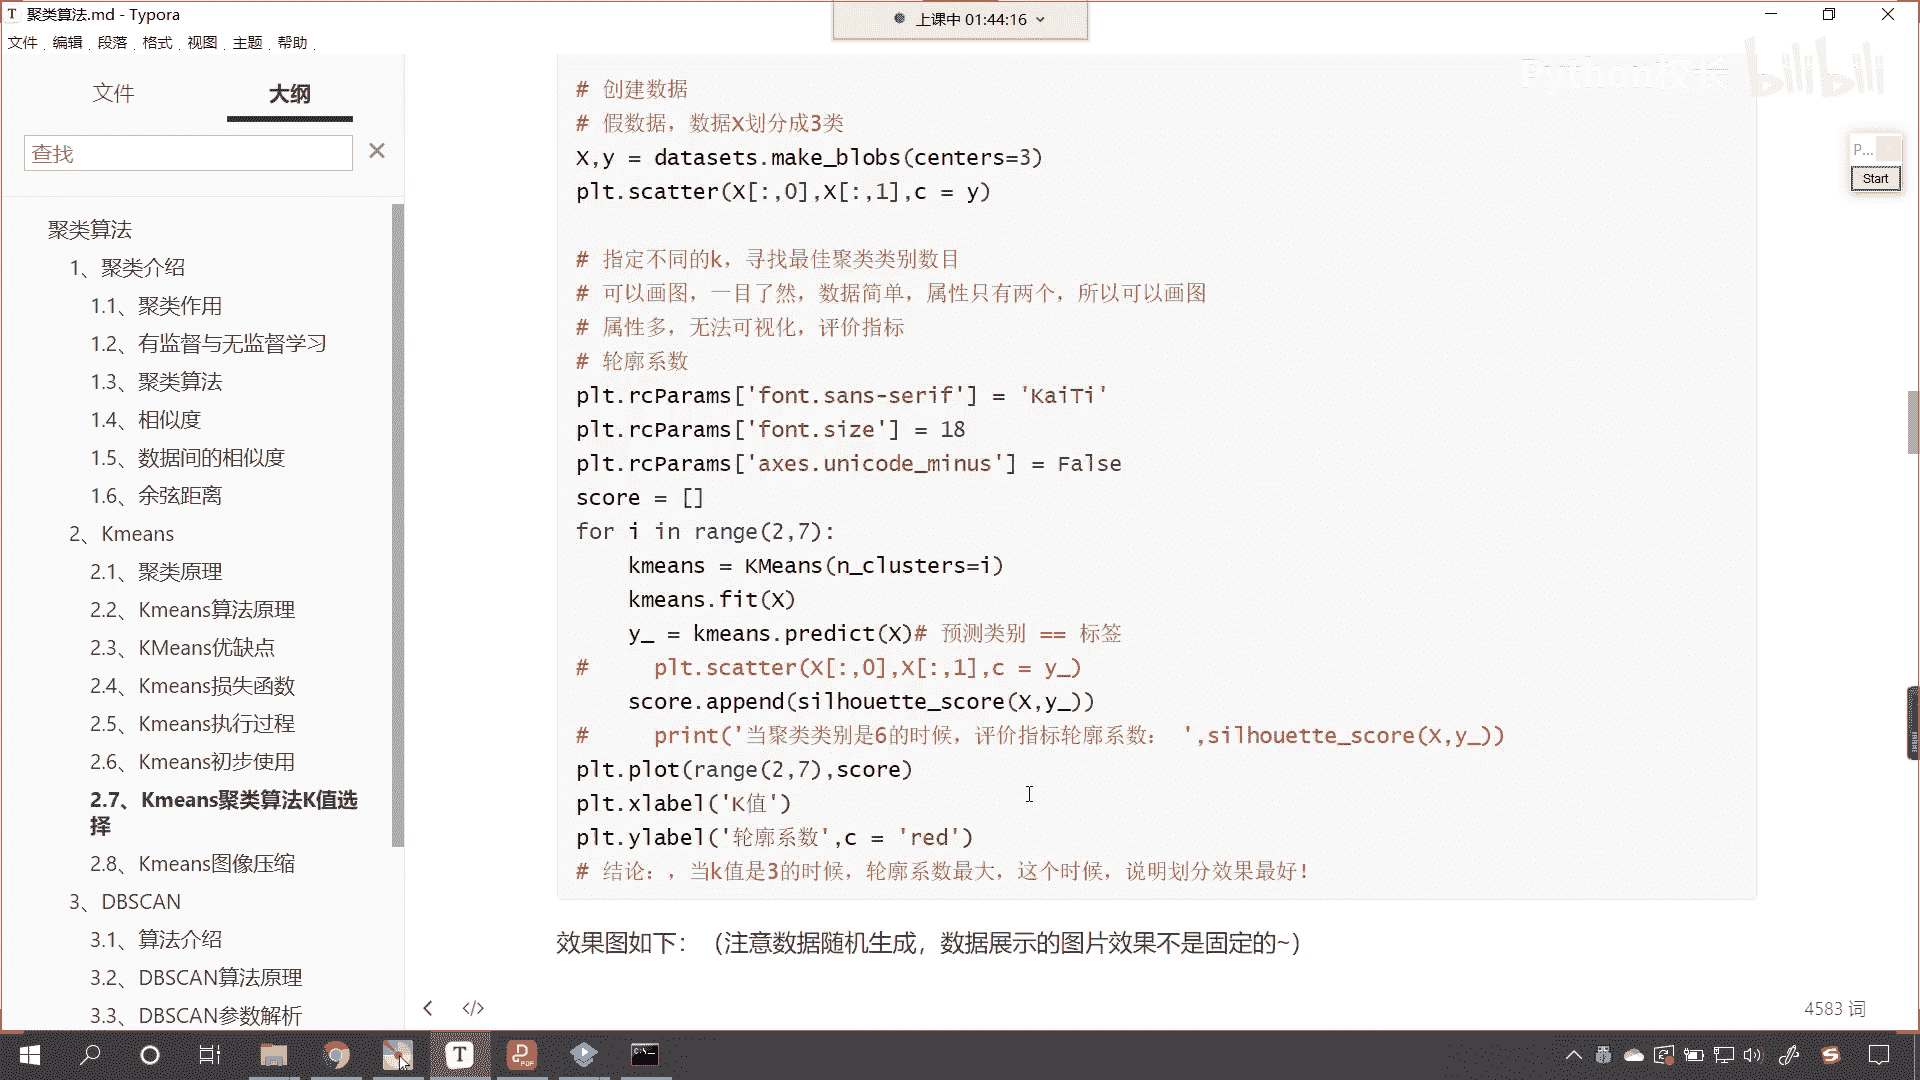 聚类算法.md - Typora
上课中 01:44:16
文件 编辑 段落 格式 视图 主题 帮助
Python校长 bilibili
文件
大纲
查找
聚类算法
1、聚类介绍
1.1、聚类作用
1.2、有监督与无监督学习
1.3、聚类算法
1.4、相似度
1.5、数据间的相似度
1.6、余弦距离
2、Kmeans
2.1、聚类原理
2.2、Kmeans算法原理
2.3、KMeans优缺点
2.4、Kmeans损失函数
2.5、Kmeans执行过程
2.6、Kmeans初步使用
2.7、Kmeans聚类算法K值选
择
2.8、Kmeans图像压缩
3、DBSCAN
3.1、算法介绍
3.2、DBSCAN算法原理
3.3、DBSCAN参数解析
# 创建数据
# 假数据，数据X划分成3类
X,y = datasets.make_blobs(centers=3)
plt.scatter(X[:,0],X[:,1],c = y)
# 指定不同的k，寻找最佳聚类类别数目
# 可以画图，一目了然，数据简单，属性只有两个，所以可以画图
# 属性多，无法可视化，评价指标
# 轮廓系数
plt.rcParams['font.sans-serif'] = 'KaiTi'
plt.rcParams['font.size'] = 18
plt.rcParams['axes.unicode_minus'] = False
score = []
for i in range(2,7):
    kmeans = KMeans(n_clusters=i)
    kmeans.fit(X)
    y_ = kmeans.predict(X)# 预测类别 == 标签
#     plt.scatter(X[:,0],X[:,1],c = y_)
    score.append(silhouette_score(X,y_))
#     print('当聚类类别是6的时候，评价指标轮廓系数： ',silhouette_score(X,y_))
plt.plot(range(2,7),score)
plt.xlabel('K值')
plt.ylabel('轮廓系数',c = 'red')
# 结论：，当k值是3的时候，轮廓系数最大，这个时候，说明划分效果最好！
效果图如下：（注意数据随机生成，数据展示的图片效果不是固定的~）
4583 词
P...
Start